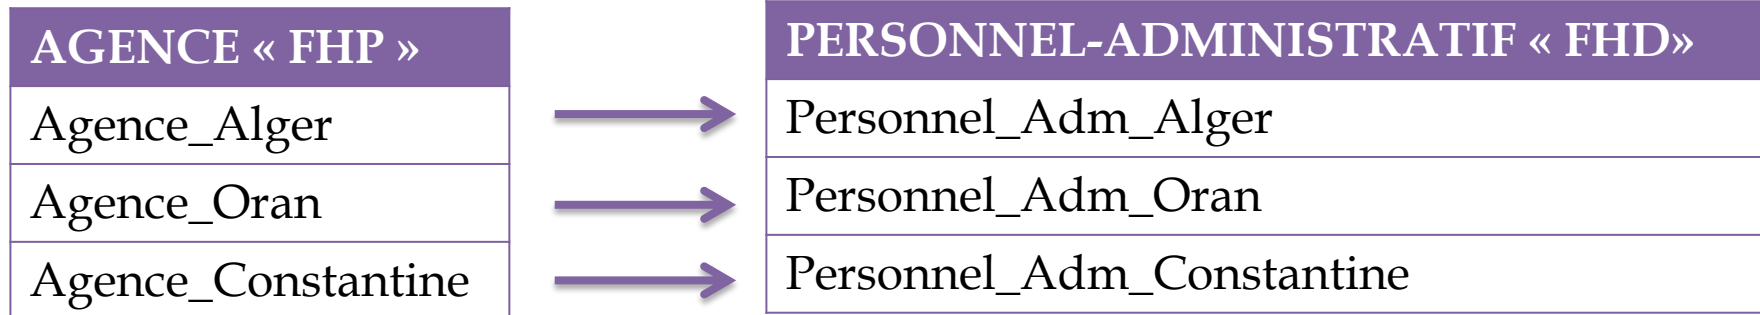 AGENCE « FHP »
Agence_Alger
Agence_Oran
Agence_Constantine
PERSONNEL-ADMINISTRATIF « FHD»
Personnel_Adm_Alger
Personnel_Adm_Oran
Personnel_Adm_Constantine